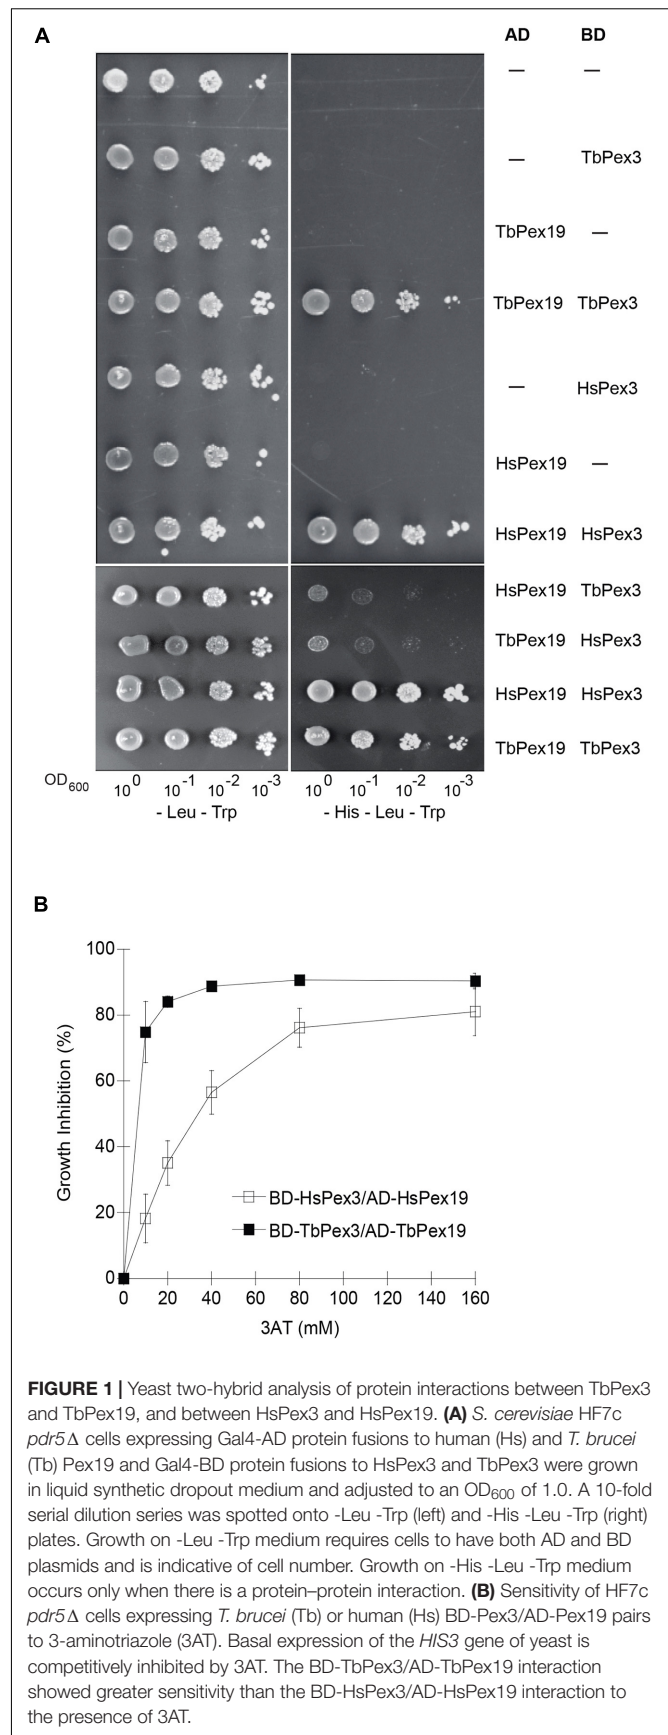 A
AD BD
— —
— TbPex3
TbPex19 —
TbPex19 TbPex3
— HsPex3
HsPex19 —
HsPex19 HsPex3
HsPex19 TbPex3
TbPex19 HsPex3
HsPex19 HsPex3
TbPex19 TbPex3
OD600 10^0 10^-1 10^-2 10^-3 10^0 10^-1 10^-2 10^-3
- Leu - Trp - His - Leu - Trp
B
Growth Inhibition (%)
100
80
60
40
20
0
BD-HsPex3/AD-HsPex19
BD-TbPex3/AD-TbPex19
0 20 40 60 80 100 120 140 160
3AT (mM)
FIGURE 1 | Yeast two-hybrid analysis of protein interactions between TbPex3
and TbPex19, and between HsPex3 and HsPex19. (A) S. cerevisiae HF7c
pdr5Δ cells expressing Gal4-AD protein fusions to human (Hs) and T. brucei
(Tb) Pex19 and Gal4-BD protein fusions to HsPex3 and TbPex3 were grown
in liquid synthetic dropout medium and adjusted to an OD600 of 1.0. A 10-fold
serial dilution series was spotted onto -Leu -Trp (left) and -His -Leu -Trp (right)
plates. Growth on -Leu -Trp medium requires cells to have both AD and BD
plasmids and is indicative of cell number. Growth on -His -Leu -Trp medium
occurs only when there is a protein–protein interaction. (B) Sensitivity of HF7c
pdr5Δ cells expressing T. brucei (Tb) or human (Hs) BD-Pex3/AD-Pex19 pairs
to 3-aminotriazole (3AT). Basal expression of the HIS3 gene of yeast is
competitively inhibited by 3AT. The BD-TbPex3/AD-TbPex19 interaction
showed greater sensitivity than the BD-HsPex3/AD-HsPex19 interaction to
the presence of 3AT.